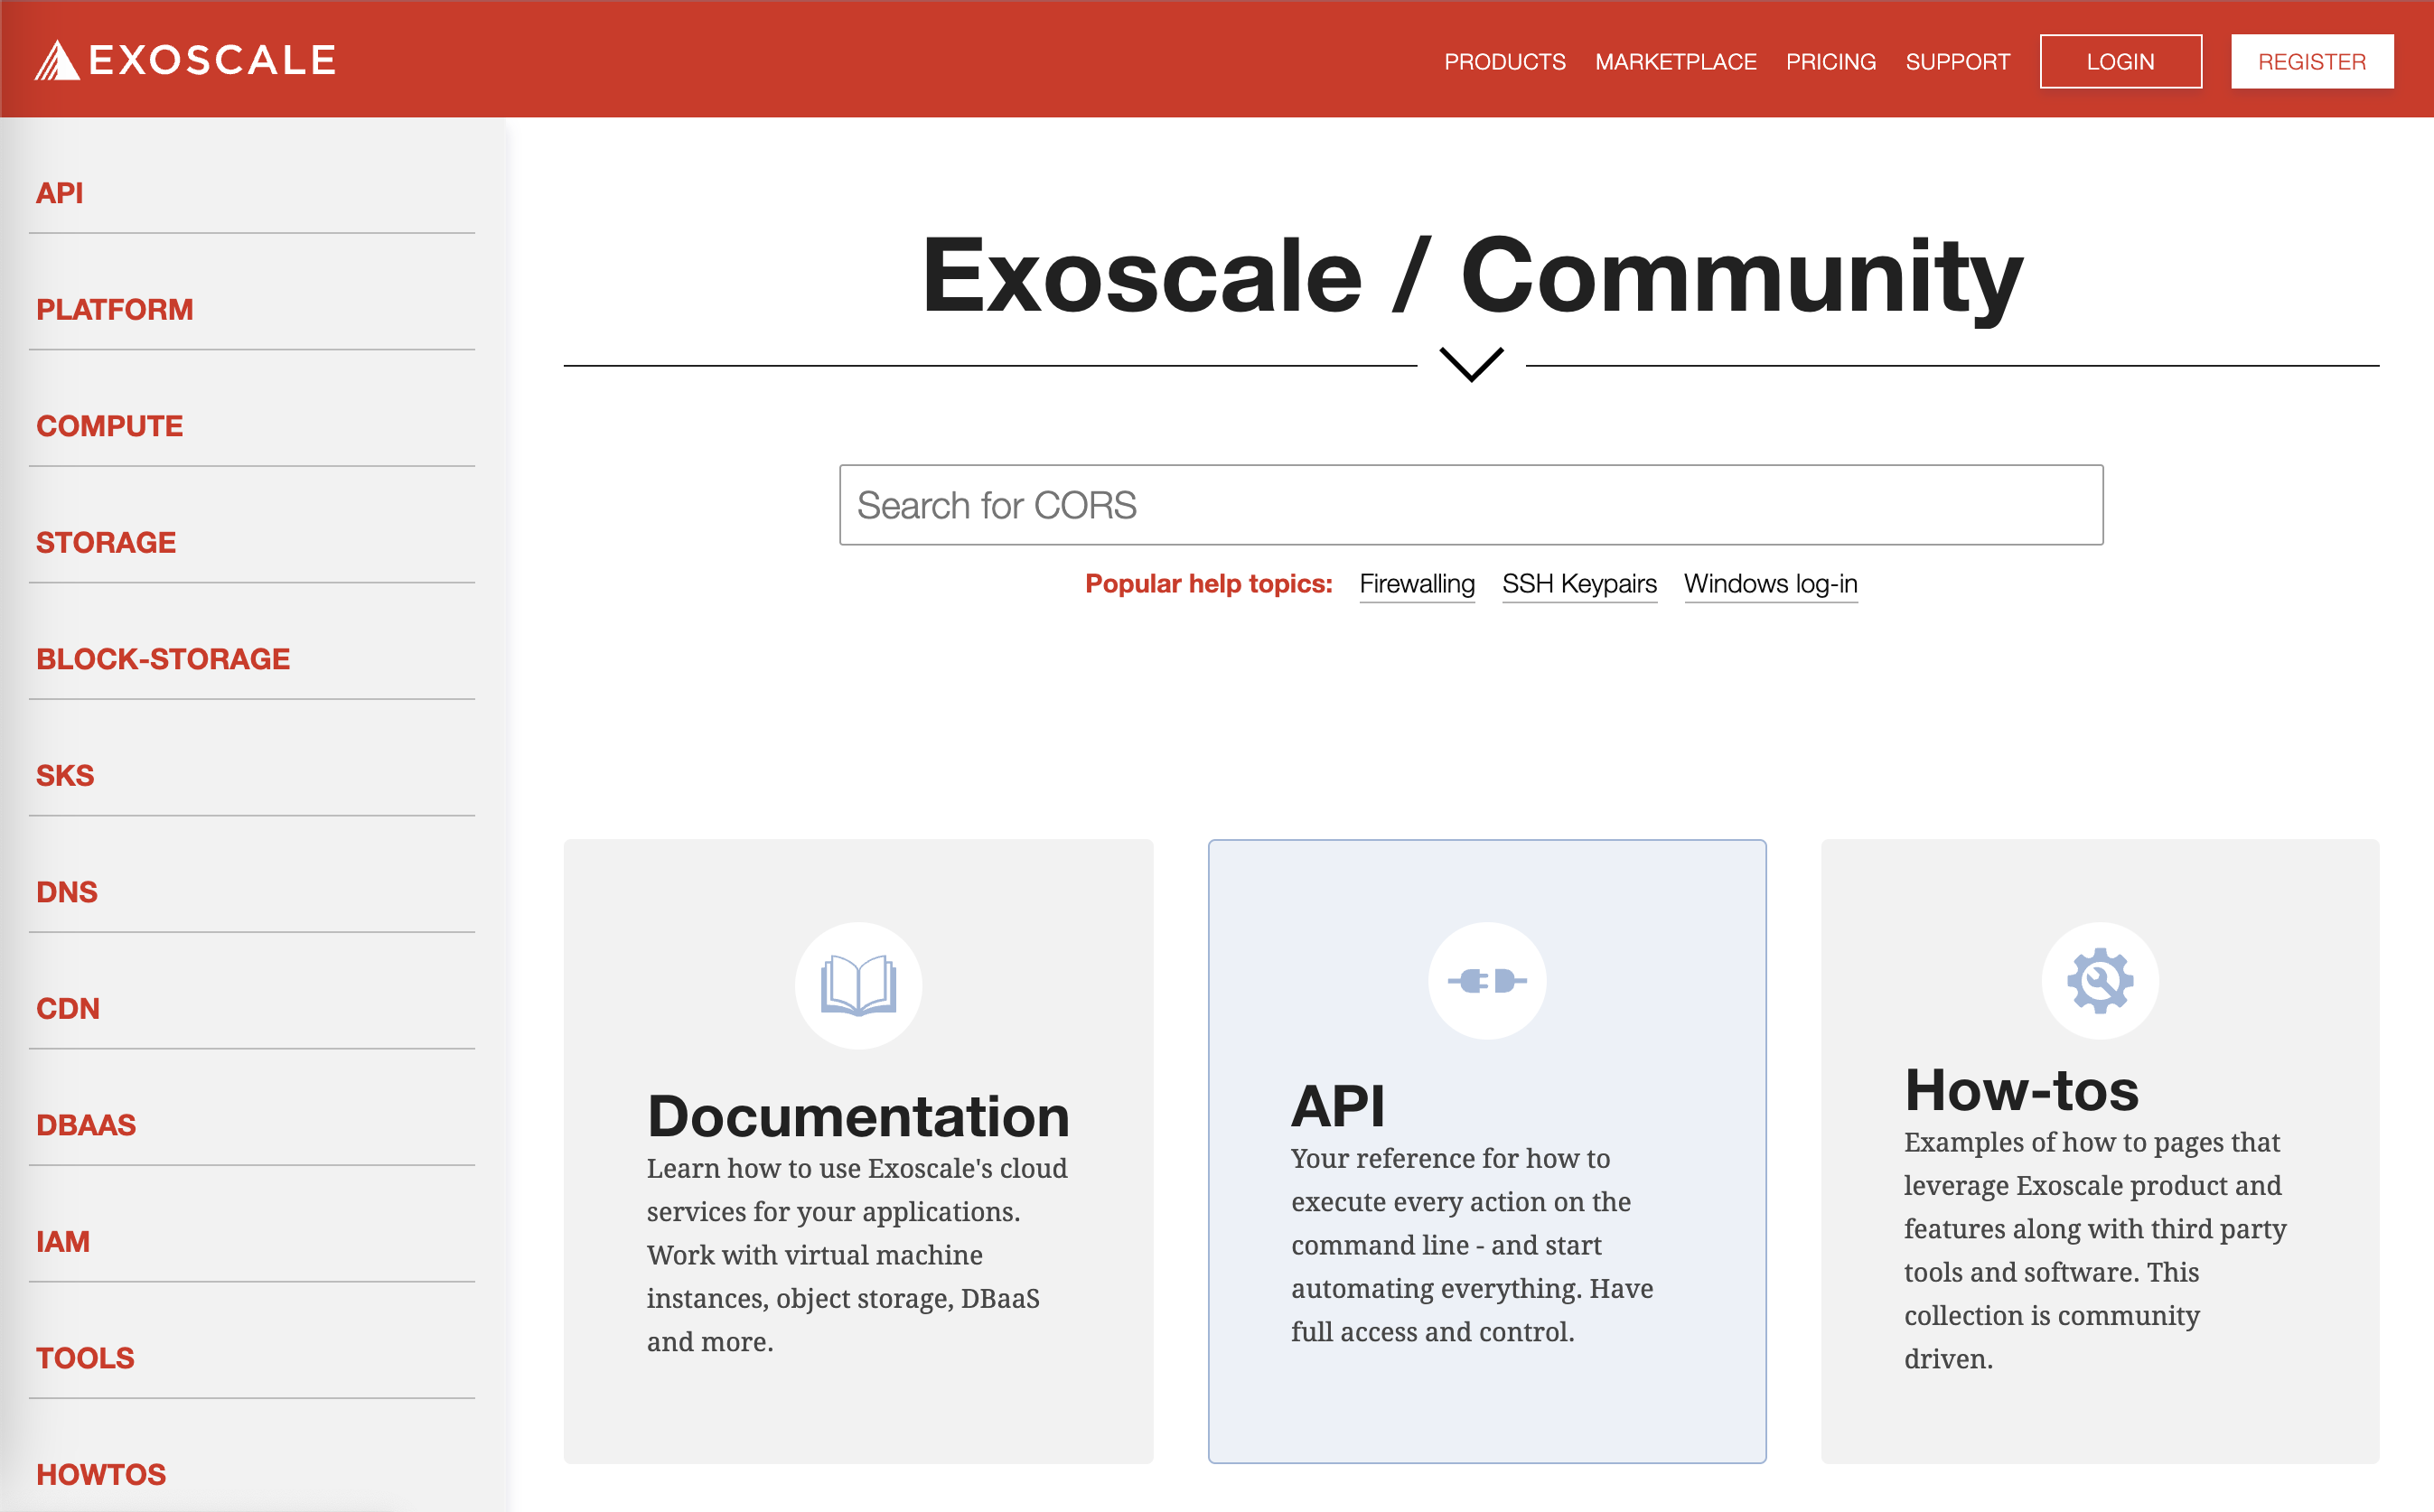 EXOSCALE
PRODUCTS MARKETPLACE PRICING SUPPORT LOGIN REGISTER
API
PLATFORM
COMPUTE
STORAGE
BLOCK-STORAGE
SKS
DNS
CDN
DBAAS
IAM
TOOLS
HOWTOS
Exoscale / Community
Search for CORS
Popular help topics: Firewalling SSH Keypairs Windows log-in
Documentation
Learn how to use Exoscale's cloud
services for your applications.
Work with virtual machine
instances, object storage, DBaaS
and more.
API
Your reference for how to
execute every action on the
command line - and start
automating everything. Have
full access and control.
How-tos
Examples of how to pages that
leverage Exoscale product and
features along with third party
tools and software. This
collection is community
driven.